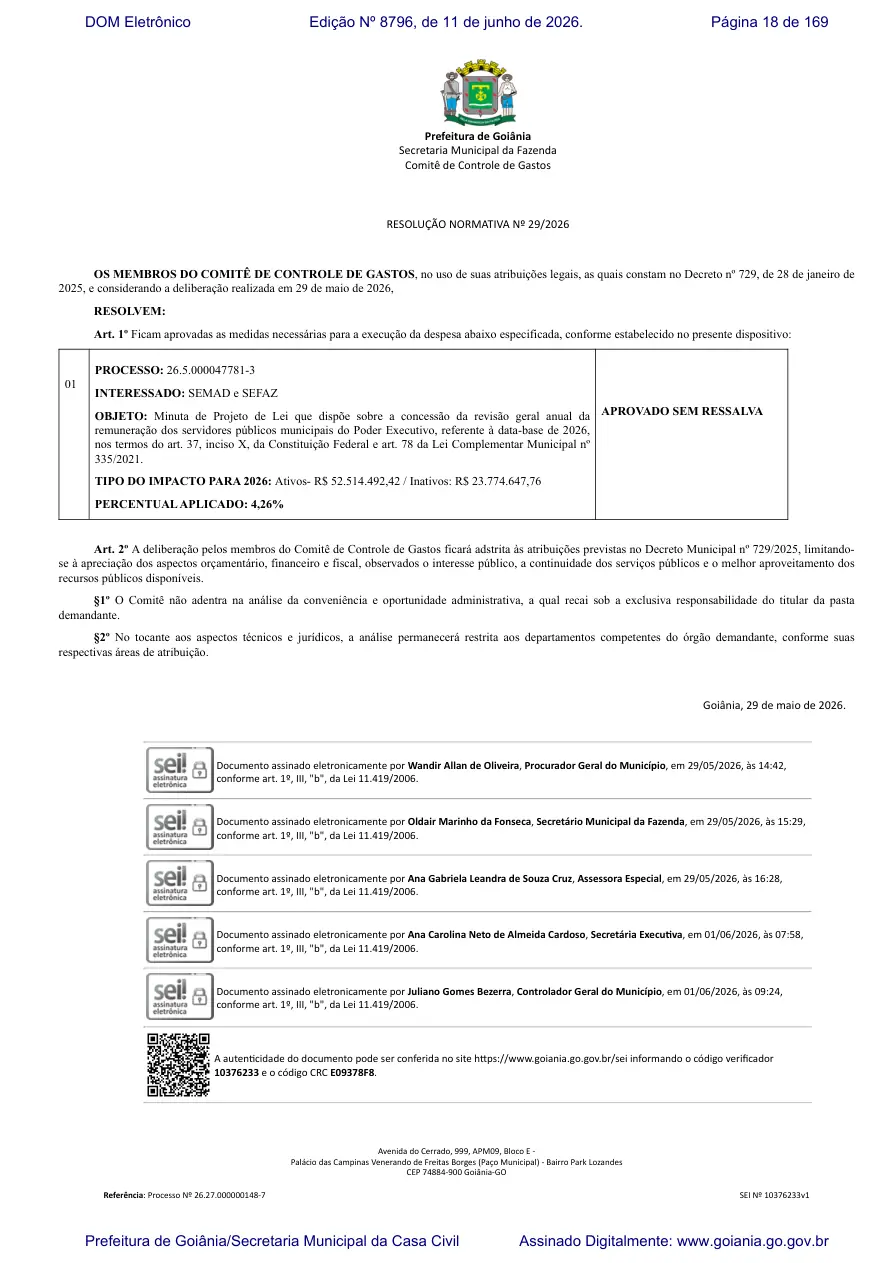 DOM Eletrônico Edição Nº 8796, de 11 de junho de 2026. Página 18 de 169
Prefeitura de Goiânia
Secretaria Municipal da Fazenda
Comitê de Controle de Gastos
RESOLUÇÃO NORMATIVA Nº 29/2026
OS MEMBROS DO COMITÊ DE CONTROLE DE GASTOS, no uso de suas atribuições legais, as quais constam no Decreto nº 729, de 28 de janeiro de
2025, e considerando a deliberação realizada em 29 de maio de 2026,
RESOLVEM:
Art. 1º Ficam aprovadas as medidas necessárias para a execução da despesa abaixo especificada, conforme estabelecido no presente dispositivo:
01
PROCESSO: 26.5.000047781-3
INTERESSADO: SEMAD e SEFAZ
OBJETO: Minuta de Projeto de Lei que dispõe sobre a concessão da revisão geral anual da
remuneração dos servidores públicos municipais do Poder Executivo, referente à data-base de 2026,
nos termos do art. 37, inciso X, da Constituição Federal e art. 78 da Lei Complementar Municipal nº
335/2021.
TIPO DO IMPACTO PARA 2026: Ativos- R$ 52.514.492,42 / Inativos: R$ 23.774.647,76
PERCENTUAL APLICADO: 4,26%
APROVADO SEM RESSALVA
Art. 2º A deliberação pelos membros do Comitê de Controle de Gastos ficará adstrita às atribuições previstas no Decreto Municipal nº 729/2025, limitando-
se à apreciação dos aspectos orçamentário, financeiro e fiscal, observados o interesse público, a continuidade dos serviços públicos e o melhor aproveitamento dos
recursos públicos disponíveis.
§1º O Comitê não adentra na análise da conveniência e oportunidade administrativa, a qual recai sob a exclusiva responsabilidade do titular da pasta
demandante.
§2º No tocante aos aspectos técnicos e jurídicos, a análise permanecerá restrita aos departamentos competentes do órgão demandante, conforme suas
respectivas áreas de atribuição.
Goiânia, 29 de maio de 2026.
sei!
assinatura
eletrônica
Documento assinado eletronicamente por Wandir Allan de Oliveira, Procurador Geral do Município, em 29/05/2026, às 14:42,
conforme art. 1º, III, "b", da Lei 11.419/2006.
sei!
assinatura
eletrônica
Documento assinado eletronicamente por Oldair Marinho da Fonseca, Secretário Municipal da Fazenda, em 29/05/2026, às 15:29,
conforme art. 1º, III, "b", da Lei 11.419/2006.
sei!
assinatura
eletrônica
Documento assinado eletronicamente por Ana Gabriela Leandra de Souza Cruz, Assessora Especial, em 29/05/2026, às 16:28,
conforme art. 1º, III, "b", da Lei 11.419/2006.
sei!
assinatura
eletrônica
Documento assinado eletronicamente por Ana Carolina Neto de Almeida Cardoso, Secretária Executiva, em 01/06/2026, às 07:58,
conforme art. 1º, III, "b", da Lei 11.419/2006.
sei!
assinatura
eletrônica
Documento assinado eletronicamente por Juliano Gomes Bezerra, Controlador Geral do Município, em 01/06/2026, às 09:24,
conforme art. 1º, III, "b", da Lei 11.419/2006.
A autenticidade do documento pode ser conferida no site https://www.goiania.go.gov.br/sei informando o código verificador
10376233 e o código CRC E09378F8.
Avenida do Cerrado, 999, APM09, Bloco E -
Palácio das Campinas Venerando de Freitas Borges (Paço Municipal) - Bairro Park Lozandes
CEP 74884-900 Goiânia-GO
Referência: Processo Nº 26.27.000000148-7 SEI Nº 10376233v1
Prefeitura de Goiânia/Secretaria Municipal da Casa Civil Assinado Digitalmente: www.goiania.go.gov.br